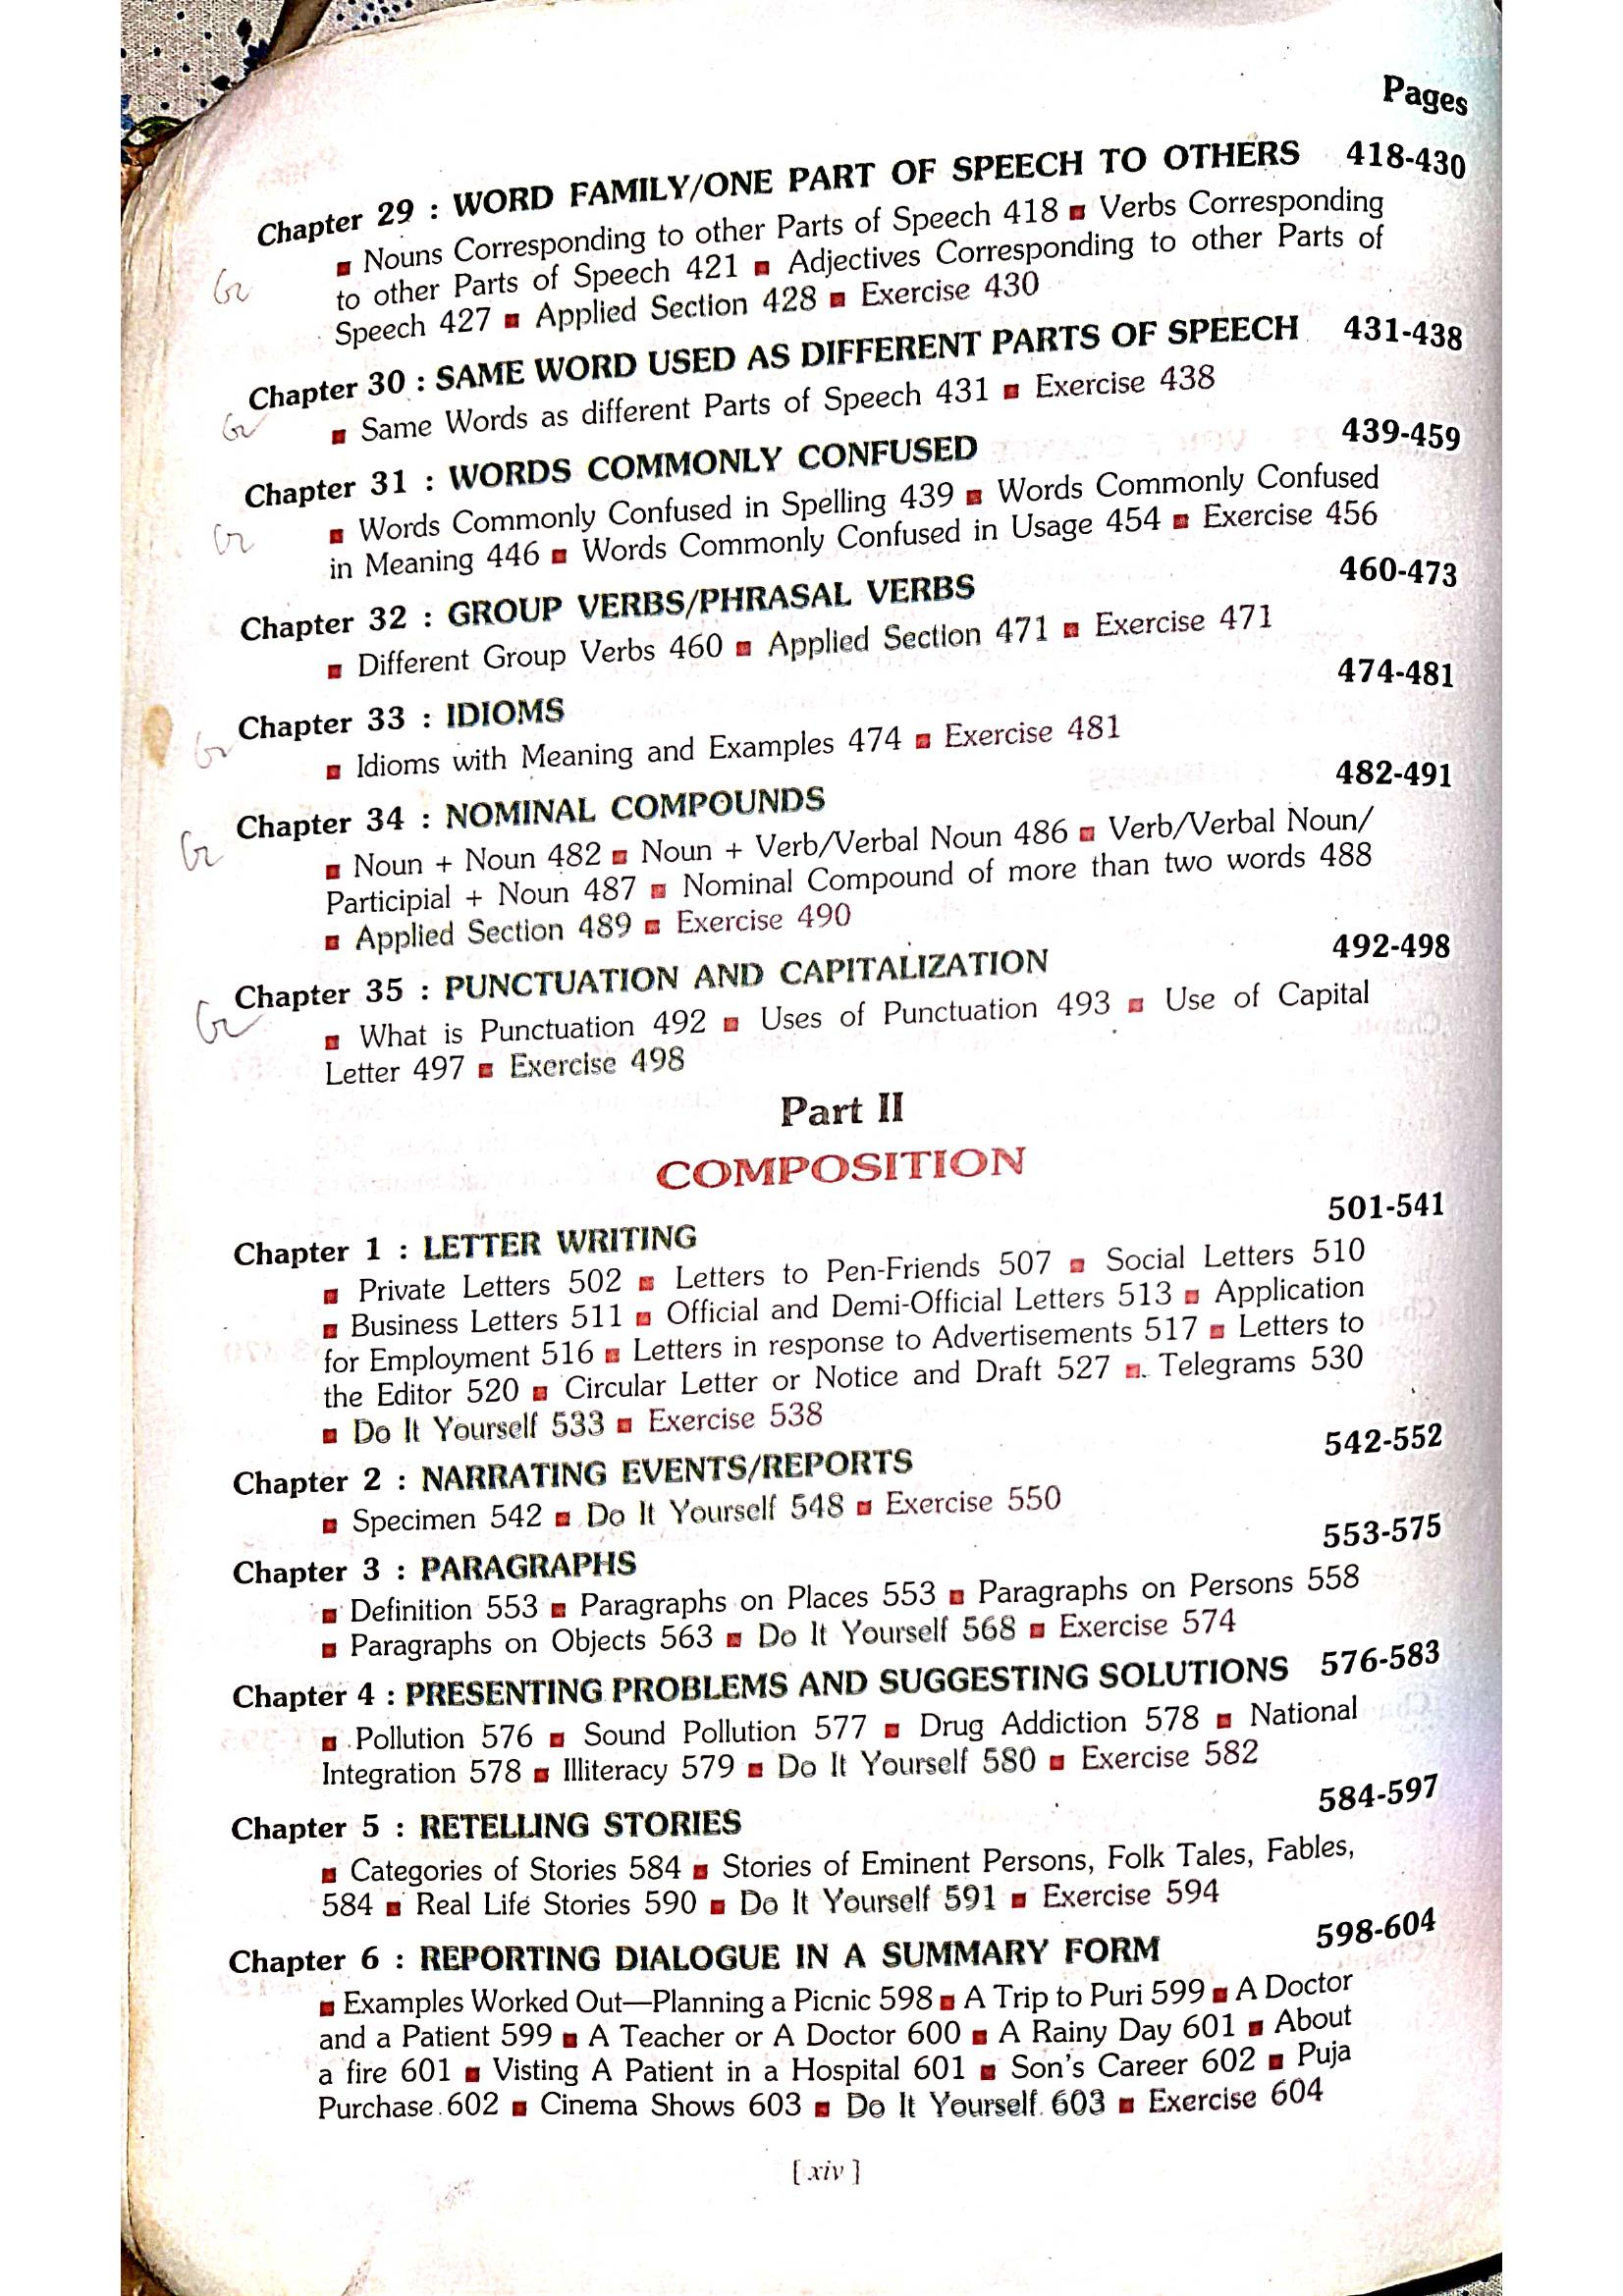 Pages
Chapter 29 : WORD FAMILY/ONE PART OF SPEECH TO OTHERS 418-430
▪ Nouns Corresponding to other Parts of Speech 418 ▪ Verbs Corresponding
to other Parts of Speech 421 ▪ Adjectives Corresponding to other Parts of
Speech 427 ▪ Applied Section 428 ▪ Exercise 430
Chapter 30 : SAME WORD USED AS DIFFERENT PARTS OF SPEECH 431-438
▪ Same Words as different Parts of Speech 431 ▪ Exercise 438
Chapter 31 : WORDS COMMONLY CONFUSED 439-459
▪ Words Commonly Confused in Spelling 439 ▪ Words Commonly Confused
in Meaning 446 ▪ Words Commonly Confused in Usage 454 ▪ Exercise 456
Chapter 32 : GROUP VERBS/PHRASAL VERBS 460-473
▪ Different Group Verbs 460 ▪ Applied Section 471 ▪ Exercise 471
Chapter 33 : IDIOMS 474-481
▪ Idioms with Meaning and Examples 474 ▪ Exercise 481
Chapter 34 : NOMINAL COMPOUNDS 482-491
▪ Noun + Noun 482 ▪ Noun + Verb/Verbal Noun 486 ▪ Verb/Verbal Noun/
Participial + Noun 487 ▪ Nominal Compound of more than two words 488
▪ Applied Section 489 ▪ Exercise 490
Chapter 35 : PUNCTUATION AND CAPITALIZATION 492-498
▪ What is Punctuation 492 ▪ Uses of Punctuation 493 ▪ Use of Capital
Letter 497 ▪ Exercise 498
Part II
COMPOSITION
Chapter 1 : LETTER WRITING 501-541
▪ Private Letters 502 ▪ Letters to Pen-Friends 507 ▪ Social Letters 510
▪ Business Letters 511 ▪ Official and Demi-Official Letters 513 ▪ Application
for Employment 516 ▪ Letters in response to Advertisements 517 ▪ Letters to
the Editor 520 ▪ Circular Letter or Notice and Draft 527 ▪ Telegrams 530
▪ Do It Yourself 533 ▪ Exercise 538
Chapter 2 : NARRATING EVENTS/REPORTS 542-552
▪ Specimen 542 ▪ Do It Yourself 548 ▪ Exercise 550
Chapter 3 : PARAGRAPHS 553-575
▪ Definition 553 ▪ Paragraphs on Places 553 ▪ Paragraphs on Persons 558
▪ Paragraphs on Objects 563 ▪ Do It Yourself 568 ▪ Exercise 574
Chapter 4 : PRESENTING PROBLEMS AND SUGGESTING SOLUTIONS 576-583
▪ Pollution 576 ▪ Sound Pollution 577 ▪ Drug Addiction 578 ▪ National
Integration 578 ▪ Illiteracy 579 ▪ Do It Yourself 580 ▪ Exercise 582
Chapter 5 : RETELLING STORIES 584-597
▪ Categories of Stories 584 ▪ Stories of Eminent Persons, Folk Tales, Fables,
584 ▪ Real Life Stories 590 ▪ Do It Yourself 591 ▪ Exercise 594
Chapter 6 : REPORTING DIALOGUE IN A SUMMARY FORM 598-604
▪ Examples Worked Out—Planning a Picnic 598 ▪ A Trip to Puri 599 ▪ A Doctor
and a Patient 599 ▪ A Teacher or A Doctor 600 ▪ A Rainy Day 601 ▪ About
a fire 601 ▪ Visting A Patient in a Hospital 601 ▪ Son's Career 602 ▪ Puja
Purchase 602 ▪ Cinema Shows 603 ▪ Do It Yourself 603 ▪ Exercise 604
[ xiv ]